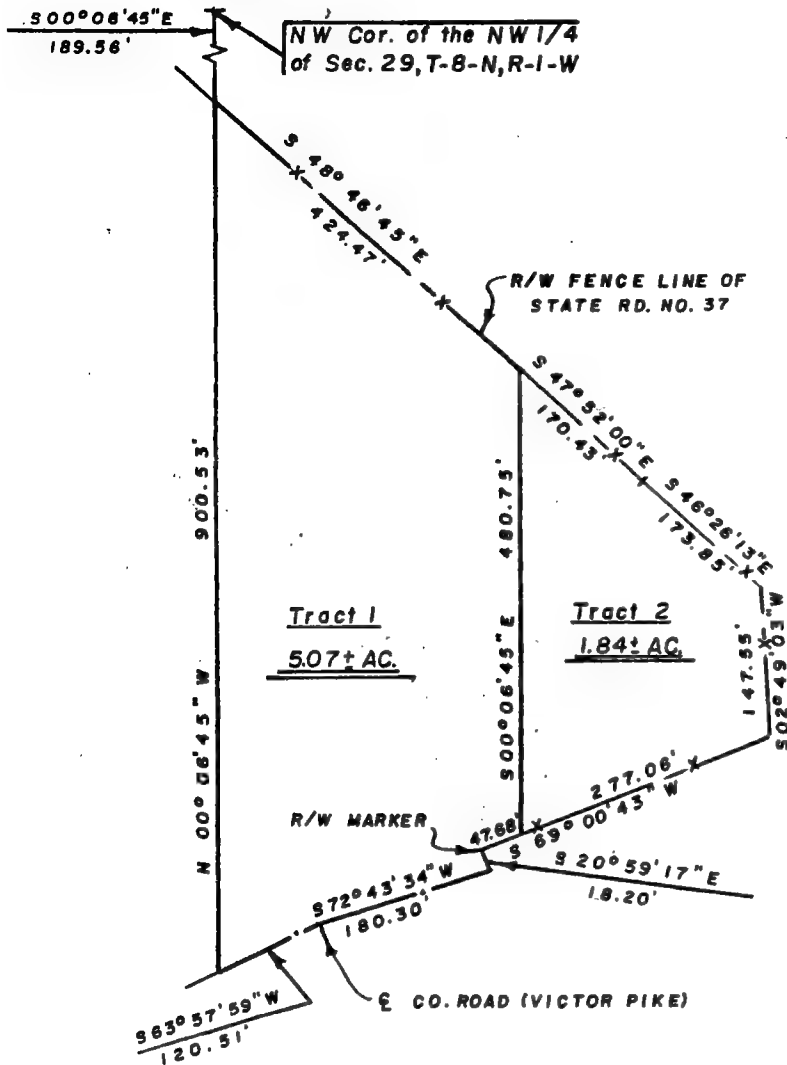 S00°06'45"E
189.56'
NW Cor. of the NW 1/4
of Sec. 29, T-8-N, R-1-W
S 48° 46' 45" E
424.47'
R/W FENCE LINE OF
STATE RD. NO. 37
S 47° 52' 00" E
170.43'
S 46° 26' 13" E
173.85'
900.53'
N 00° 06' 45" W
480.75'
S00°06'45"E
Tract 1
5.07± AC.
Tract 2
1.84± AC.
S02°49'03"W
147.55'
277.06'
S 69° 00' 43" W
R/W MARKER
47.68'
S 20° 59' 17" E
18.20'
S72° 43' 34" W
180.30'
℄ CO. ROAD (VICTOR PIKE)
S63° 57' 59" W
120.51'